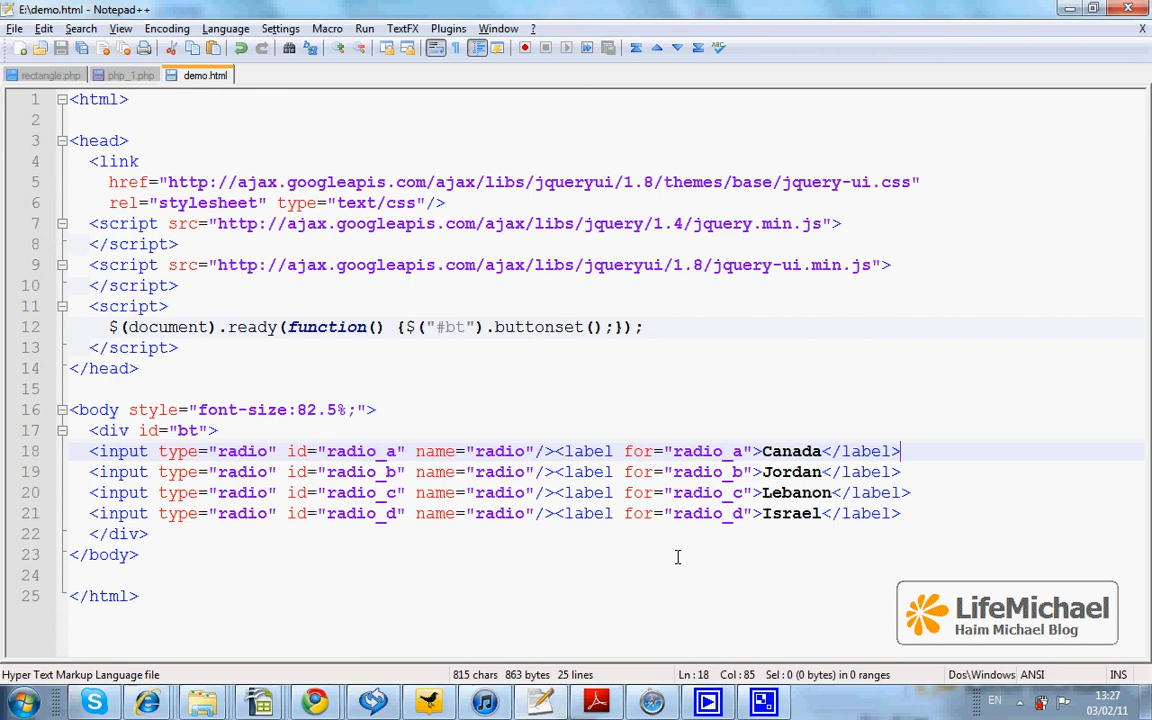 E:\demo.html - Notepad++
File Edit Search View Encoding Language Settings Macro Run TextFX Plugins Window ?
X
rectangle.php php_1.php demo.html
1 <html>
2
3 <head>
4 <link
5 href="http://ajax.googleapis.com/ajax/libs/jqueryui/1.8/themes/base/jquery-ui.css"
6 rel="stylesheet" type="text/css"/>
7 <script src="http://ajax.googleapis.com/ajax/libs/jquery/1.4/jquery.min.js">
8 </script>
9 <script src="http://ajax.googleapis.com/ajax/libs/jqueryui/1.8/jquery-ui.min.js">
10 </script>
11 <script>
12 $(document).ready(function() {$("#bt").buttonset();});
13 </script>
14 </head>
15
16 <body style="font-size:82.5%;">
17 <div id="bt">
18 <input type="radio" id="radio_a" name="radio"/><label for="radio_a">Canada</label>
19 <input type="radio" id="radio_b" name="radio"/><label for="radio_b">Jordan</label>
20 <input type="radio" id="radio_c" name="radio"/><label for="radio_c">Lebanon</label>
21 <input type="radio" id="radio_d" name="radio"/><label for="radio_d">Israel</label>
22 </div>
23 </body>
24
25 </html>
LifeMichael
Haim Michael Blog
Hyper Text Markup Language file 815 chars 863 bytes 25 lines Ln : 18 Col : 85 Sel : 0 (0 bytes) in 0 ranges Dos\Windows ANSI INS
EN 13:27
03/02/11